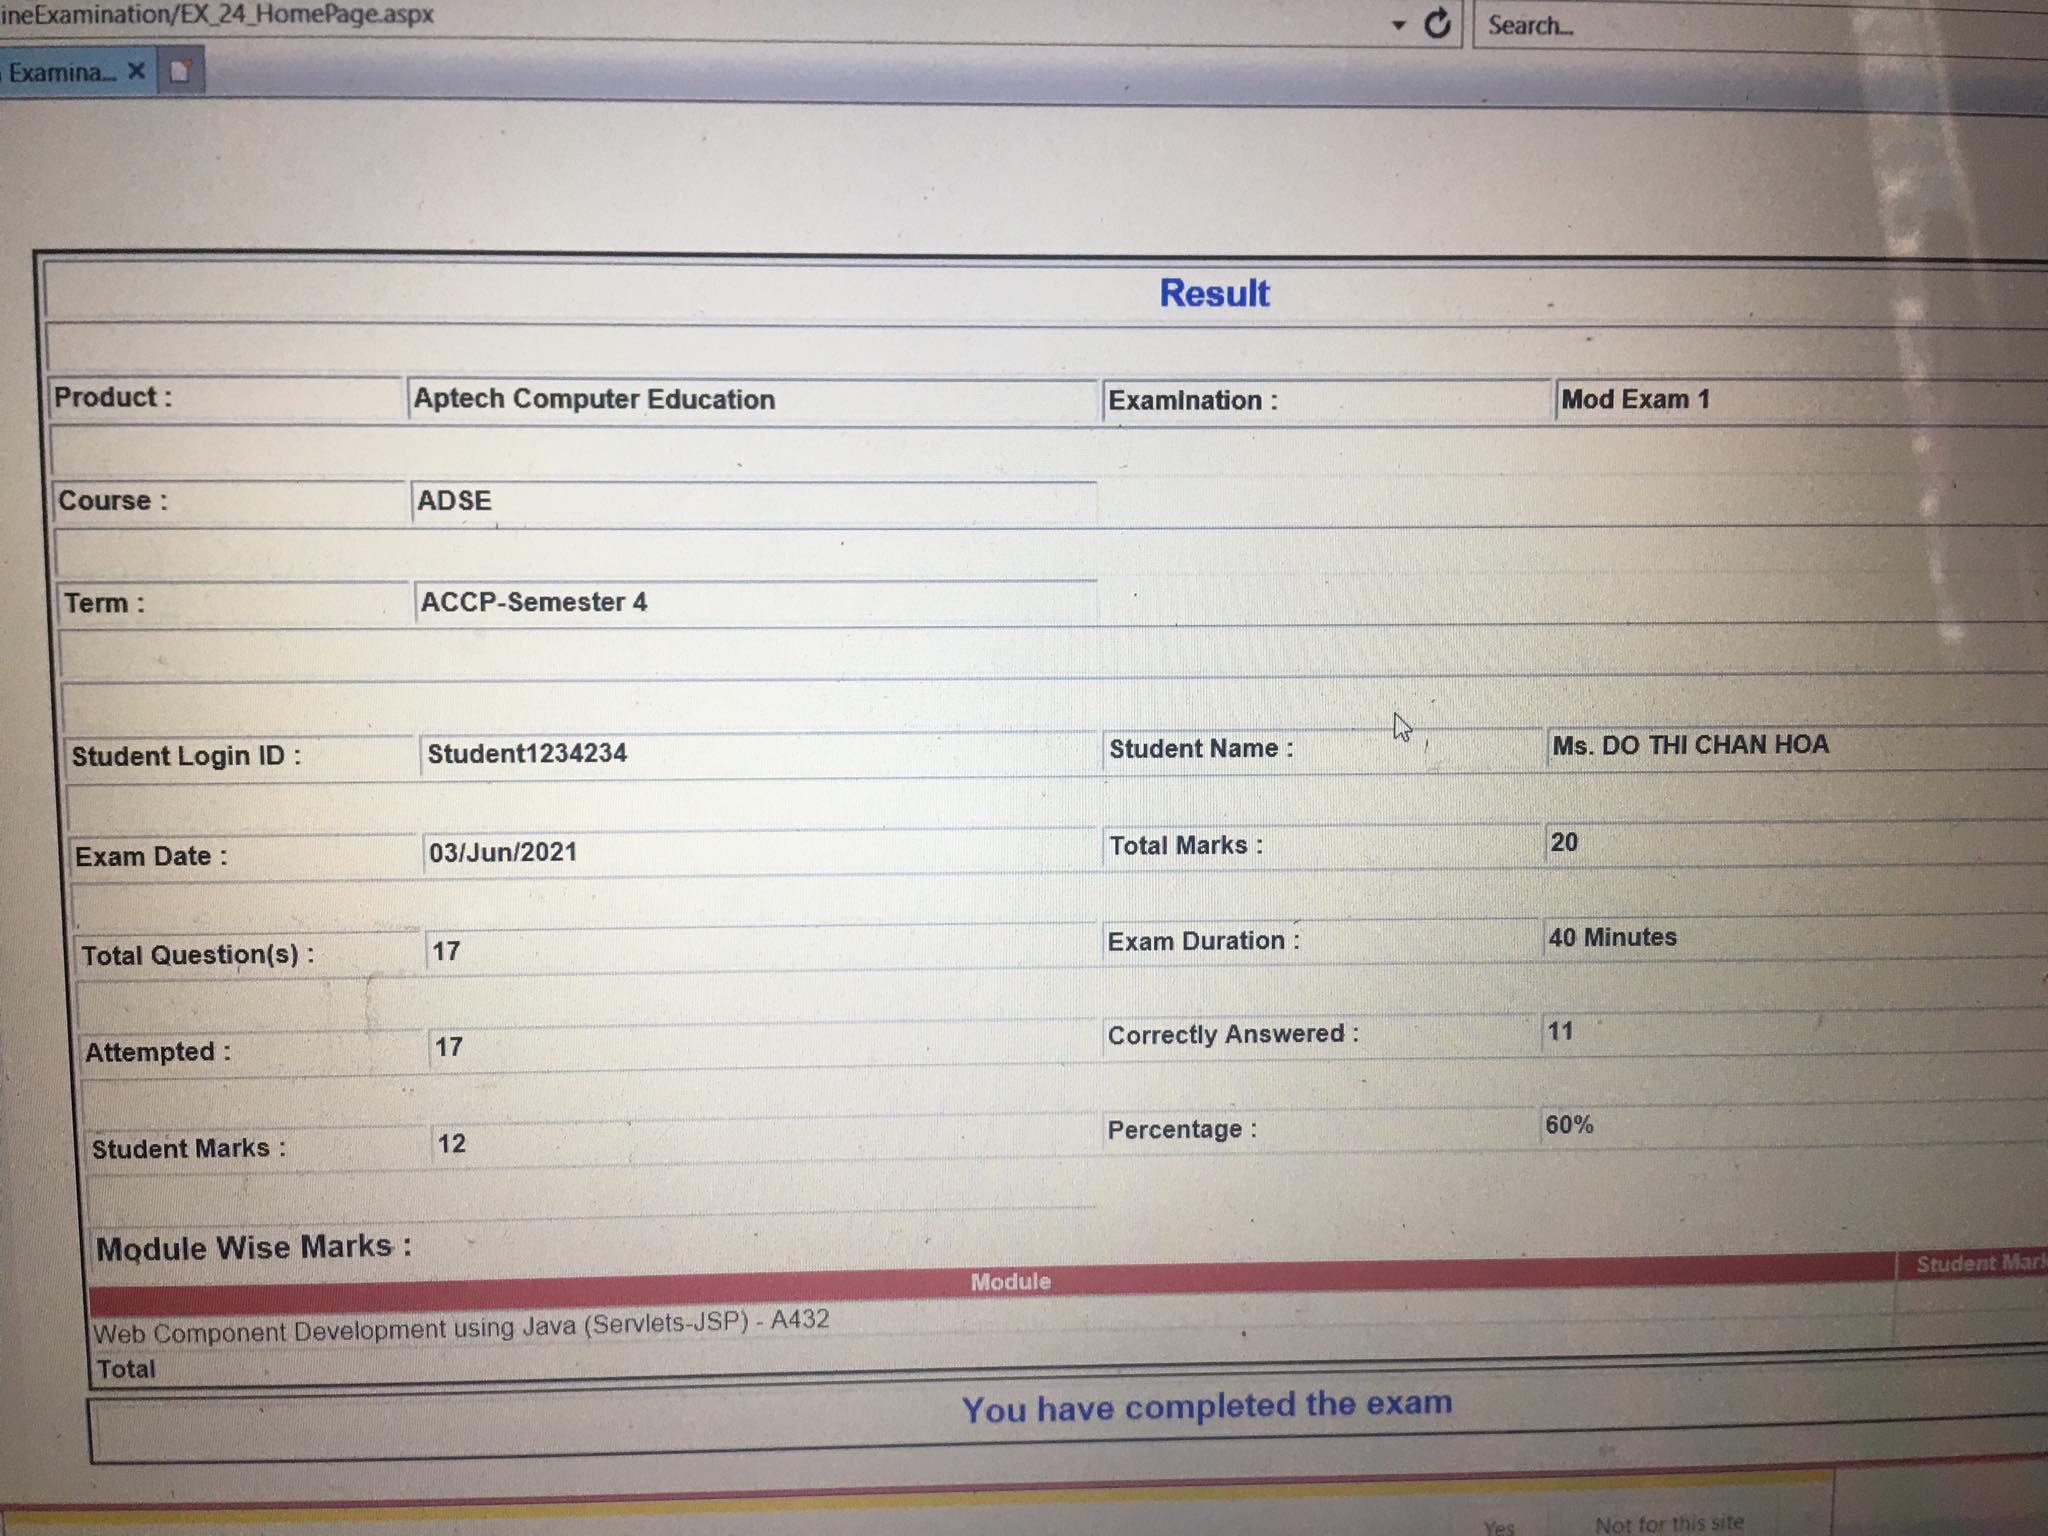 ineExamination/EX_24_HomePage.aspx
Search...
Examina... X
Result
Product : Aptech Computer Education Examination : Mod Exam 1
Course : ADSE
Term : ACCP-Semester 4
Student Login ID : Student1234234 Student Name : Ms. DO THI CHAN HOA
Exam Date : 03/Jun/2021 Total Marks : 20
Total Question(s) : 17 Exam Duration : 40 Minutes
Attempted : 17 Correctly Answered : 11
Student Marks : 12 Percentage : 60%
Module Wise Marks :
Module Student Mark
Web Component Development using Java (Servlets-JSP) - A432
Total
You have completed the exam
Yes Not for this site